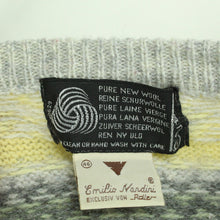 PURE NEW WOOL
REINE SCHURWOLLE
PURE LAINE VIERGE
PURA LANA VERGINE
ZUIVER SCHEERWOL
REN NY ULD
CLEAN OR HAND WASH WITH CARE
46
Emilio Nardini
EXCLUSIV VON Adler